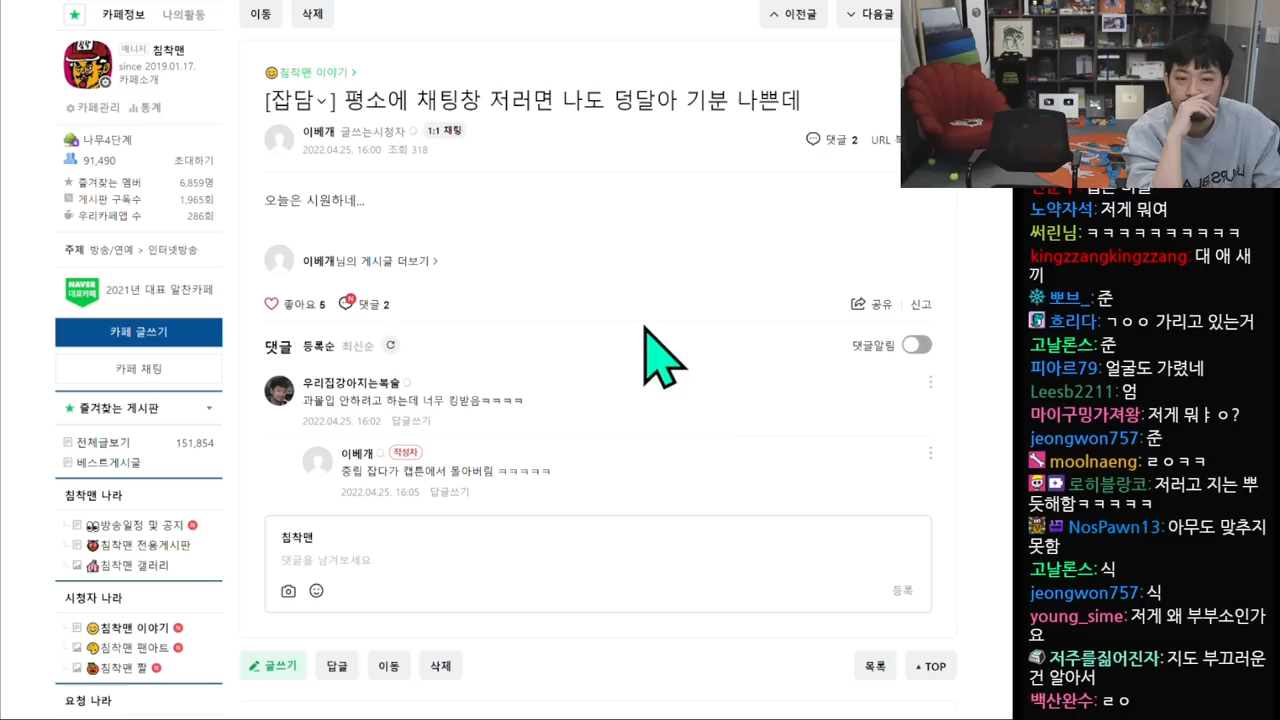 카페정보 나의활동
매니저 침착맨
since 2019.01.17.
카페소개
카페관리 통계
나무4단계
91,490 초대하기
즐겨찾는 멤버 6,859명
게시판 구독수 1,965회
우리카페앱 수 286회
주제 방송/연예 > 인터넷방송
NAVER
대표카페
2021년 대표 알찬카페
카페 글쓰기
카페 채팅
즐겨찾는 게시판
전체글보기 151,854
베스트게시글
침착맨 나라
방송일정 및 공지 N
침착맨 전용게시판
침착맨 갤러리
시청자 나라
침착맨 이야기 N
침착맨 팬아트 N
침착맨 짤 N
요청 나라
이동 삭제 이전글 다음글
침착맨 이야기 >
[잡담~] 평소에 채팅창 저러면 나도 덩달아 기분 나쁜데
이베개 글쓰는시청자 1:1 채팅
2022.04.25. 16:00 조회 318
댓글 2 URL
오늘은 시원하네...
이베개님의 게시글 더보기 >
좋아요 5 N 댓글 2 공유 신고
댓글 등록순 최신순 댓글알림
우리집강아지는복술
과몰입 안하려고 하는데 너무 킹받음ㅋㅋㅋㅋ
2022.04.25. 16:02 답글쓰기
이베개 작성자
중립 잡다가 캡틴에서 돌아버림 ㅋㅋㅋㅋㅋ
2022.04.25. 16:05 답글쓰기
침착맨
댓글을 남겨보세요
등록
글쓰기 답글 이동 삭제 목록 TOP
노약자석: 저게 뭐여
써린님: ㅋㅋㅋㅋㅋㅋㅋㅋㅋㅋ
kingzzangkingzzang: 대 애 새
끼
뽀브_: 준
흐리다: ㄱㅇㅇ 가리고 있는거
고날론스: 준
피아르79: 얼굴도 가렸네
Leesb2211: 엄
마이구밍가져왕: 저게 뭐ㅑㅇ?
jeongwon757: 준
moolnaeng: ㄹㅇㅋㅋ
로히블랑코: 저러고 지는 뿌
듯해함ㅋㅋㅋㅋㅋ
NosPawn13: 아무도 맞추지
못함
고날론스: 식
jeongwon757: 식
young_sime: 저게 왜 부부소인가
요
저주를짊어진자: 지도 부끄러운
건 알아서
백산완수: ㄹㅇ